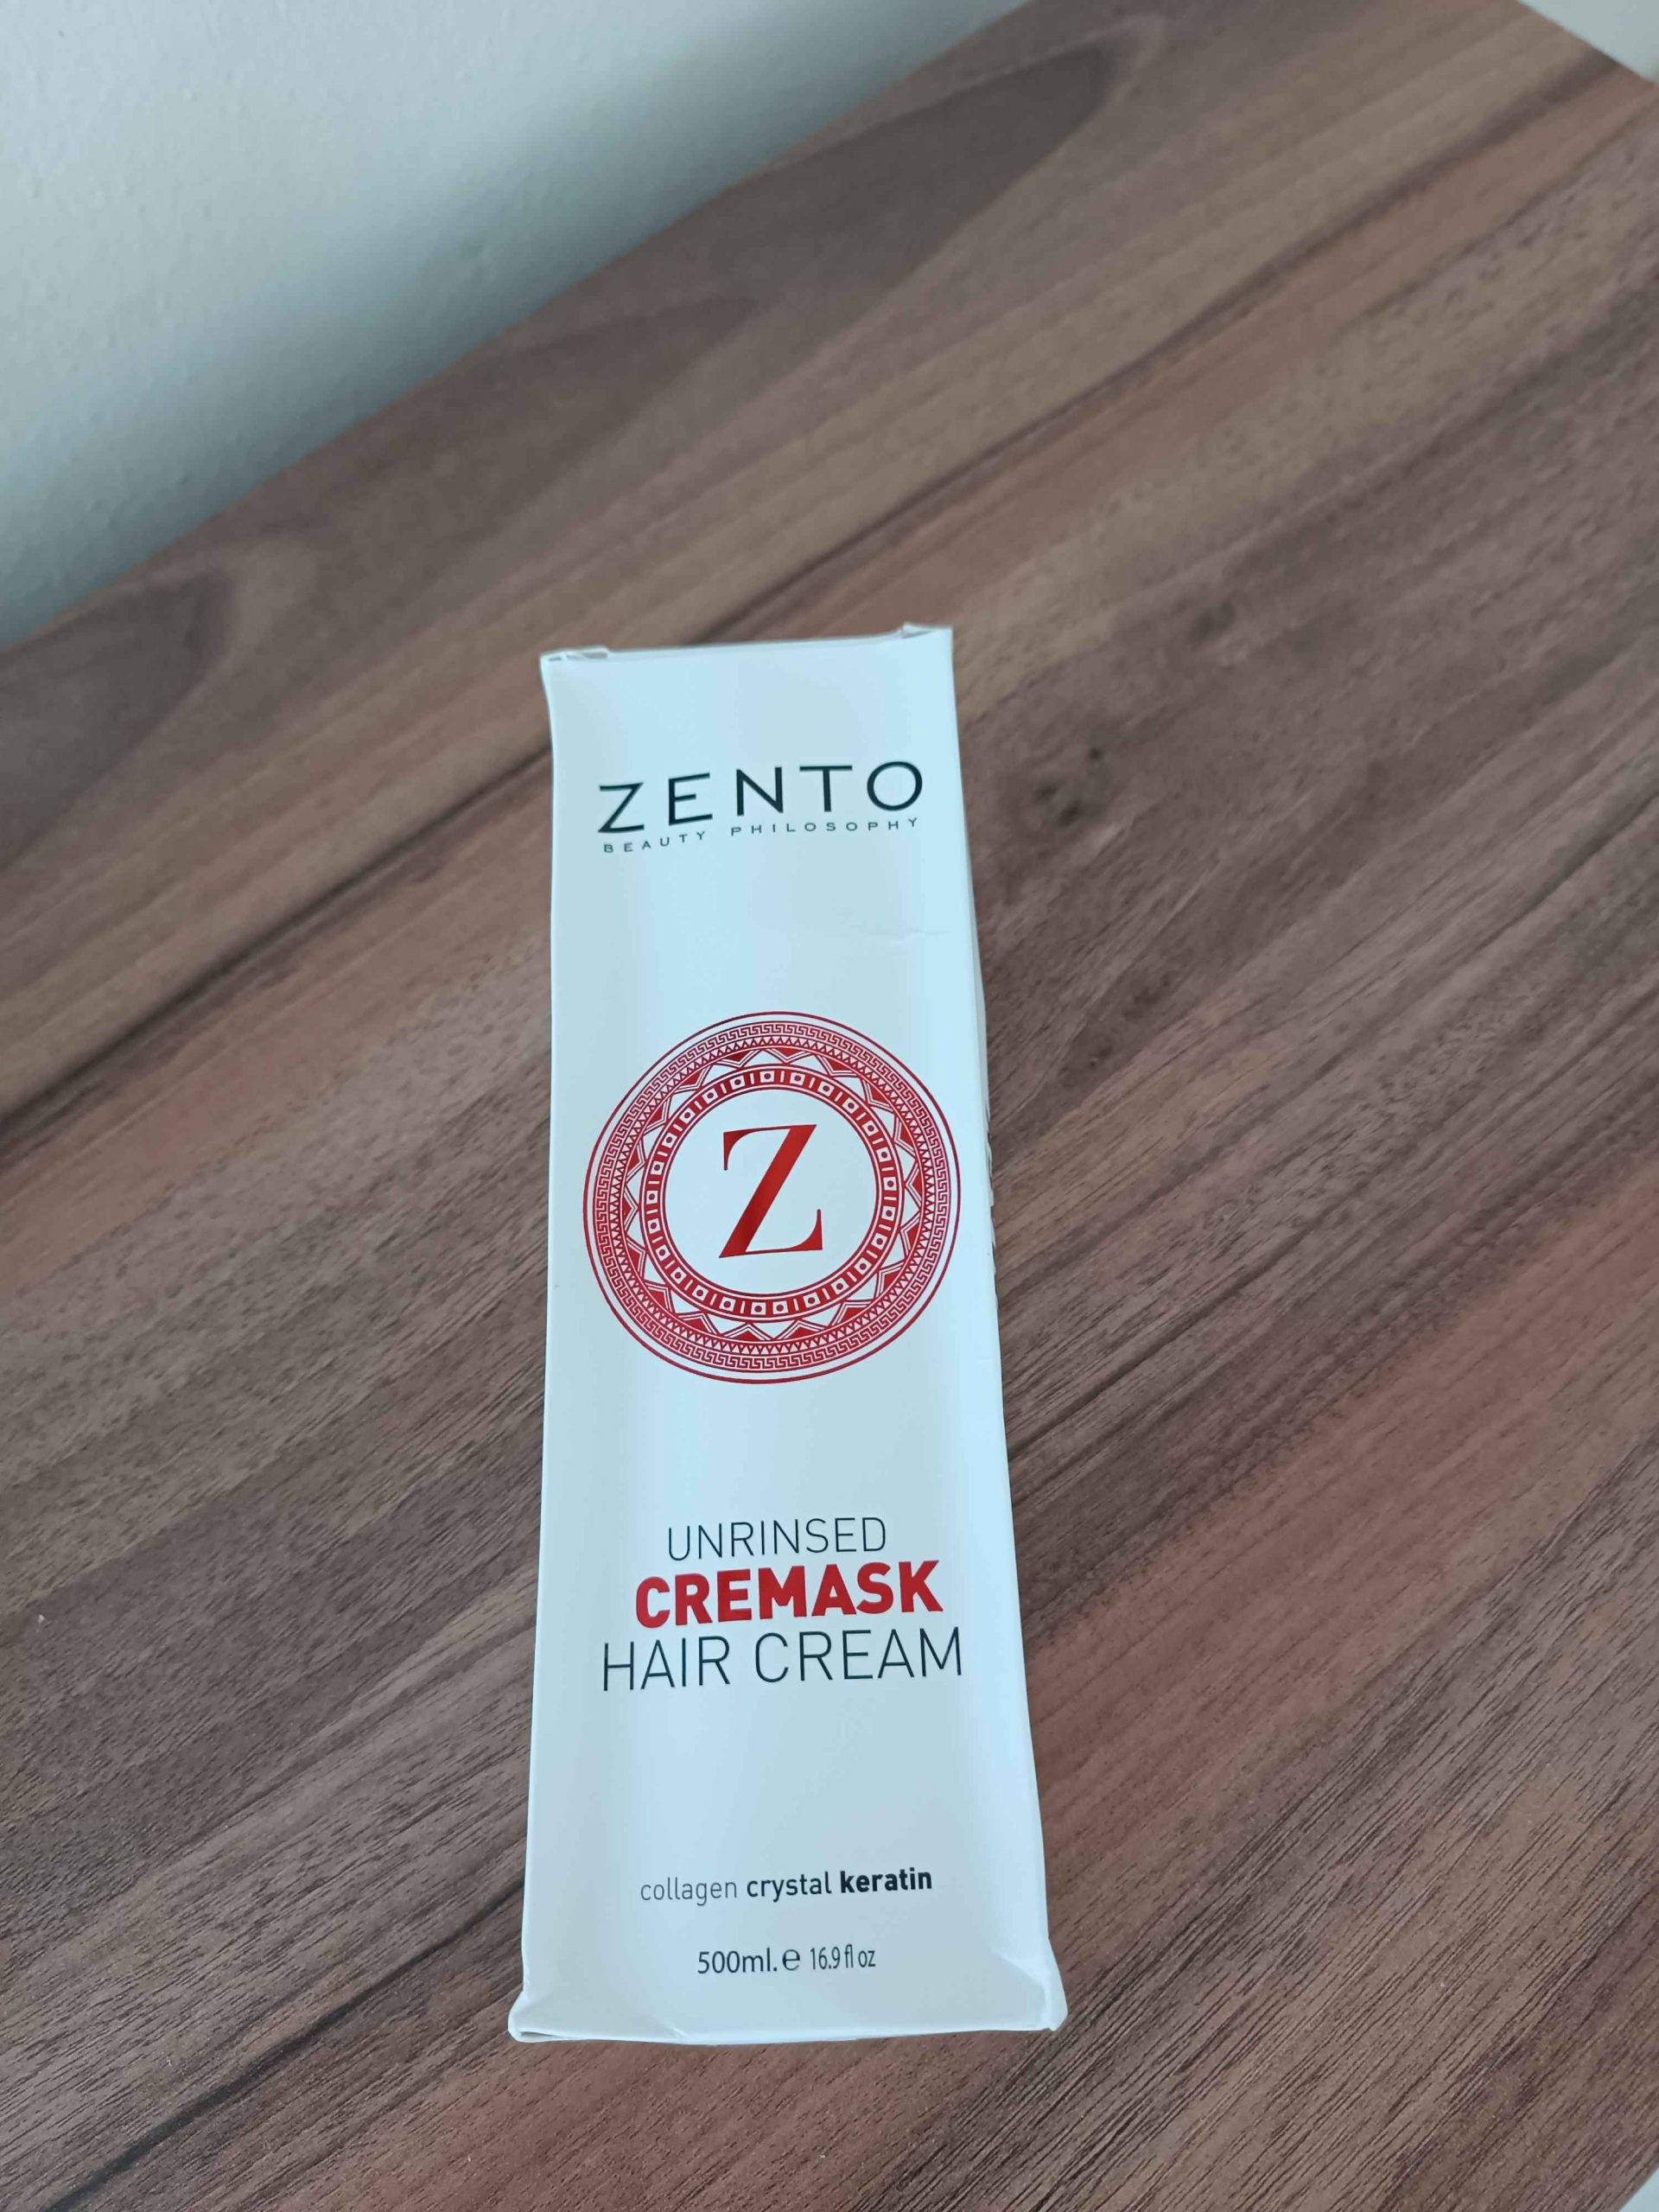 ZENTO
BEAUTY PHILOSOPHY
Z
UNRINSED
CREMASK
HAIR CREAM
collagen crystal keratin
500ml. ℮ 16.9 fl oz